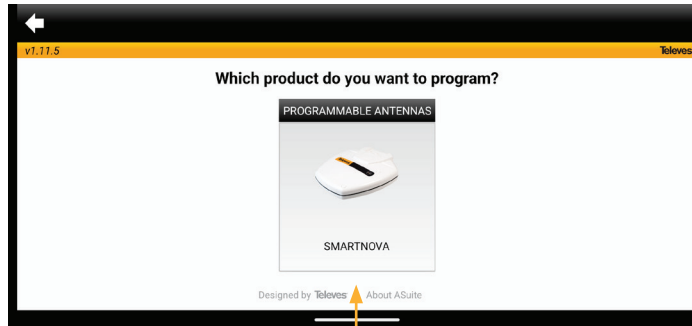 v1.11.5 Televes
Which product do you want to program?
PROGRAMMABLE ANTENNAS
SMARTNOVA
Designed by Televes About ASuite